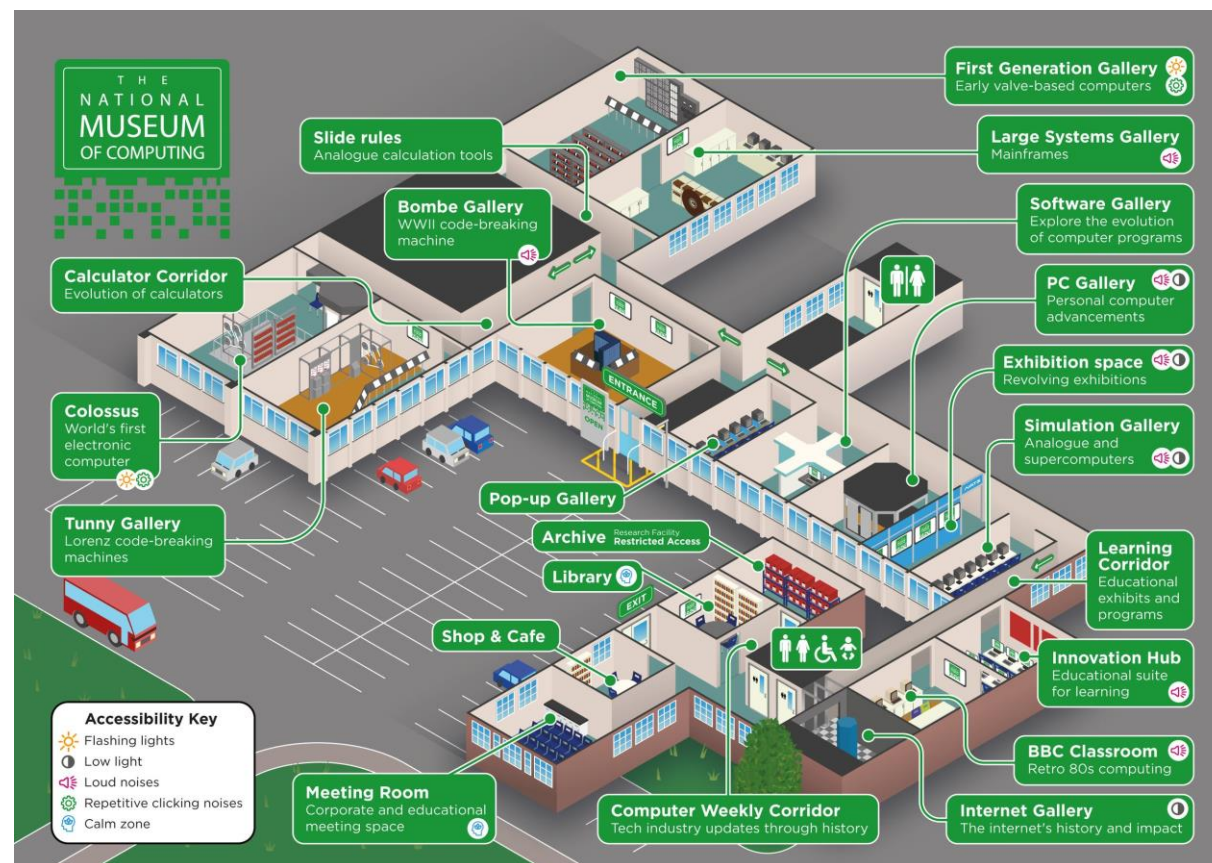 THE
NATIONAL
MUSEUM
OF COMPUTING
First Generation Gallery
Early valve-based computers
Large Systems Gallery
Mainframes
Slide rules
Analogue calculation tools
Bombe Gallery
WWII code-breaking
machine
Software Gallery
Explore the evolution
of computer programs
Calculator Corridor
Evolution of calculators
PC Gallery
Personal computer
advancements
Exhibition space
Revolving exhibitions
ENTRANCE
OPEN
Colossus
World's first
electronic
computer
Simulation Gallery
Analogue and
supercomputers
Pop-up Gallery
Tunny Gallery
Lorenz code-breaking
machines
Archive
Research Facility
Restricted Access
Learning
Corridor
Educational
exhibits and
programs
Library
EXIT
Shop & Cafe
Innovation Hub
Educational suite
for learning
Accessibility Key
Flashing lights
Low light
Loud noises
Repetitive clicking noises
Calm zone
BBC Classroom
Retro 80s computing
Meeting Room
Corporate and educational
meeting space
Computer Weekly Corridor
Tech industry updates through history
Internet Gallery
The internet's history and impact